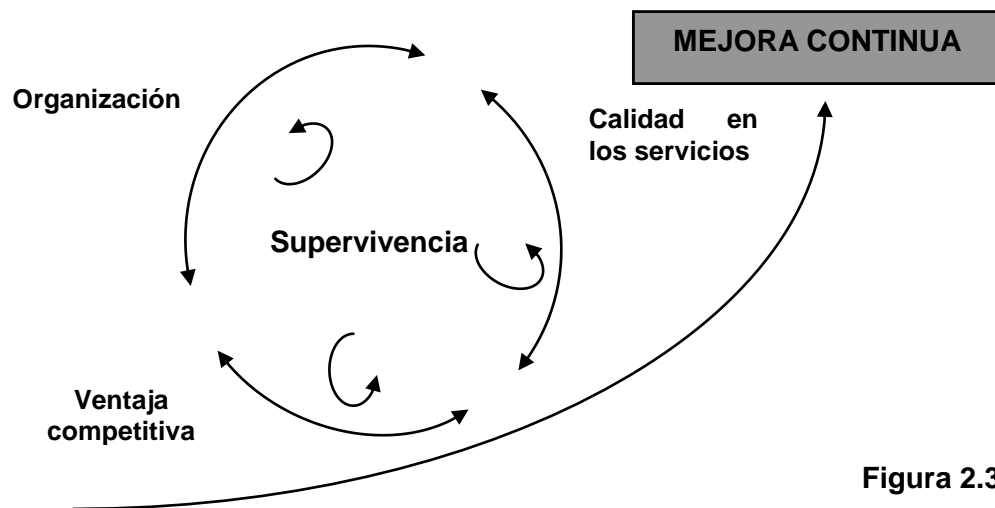 MEJORA CONTINUA
Organización
Calidad en
los servicios
Supervivencia
Ventaja
competitiva
Figura 2.3